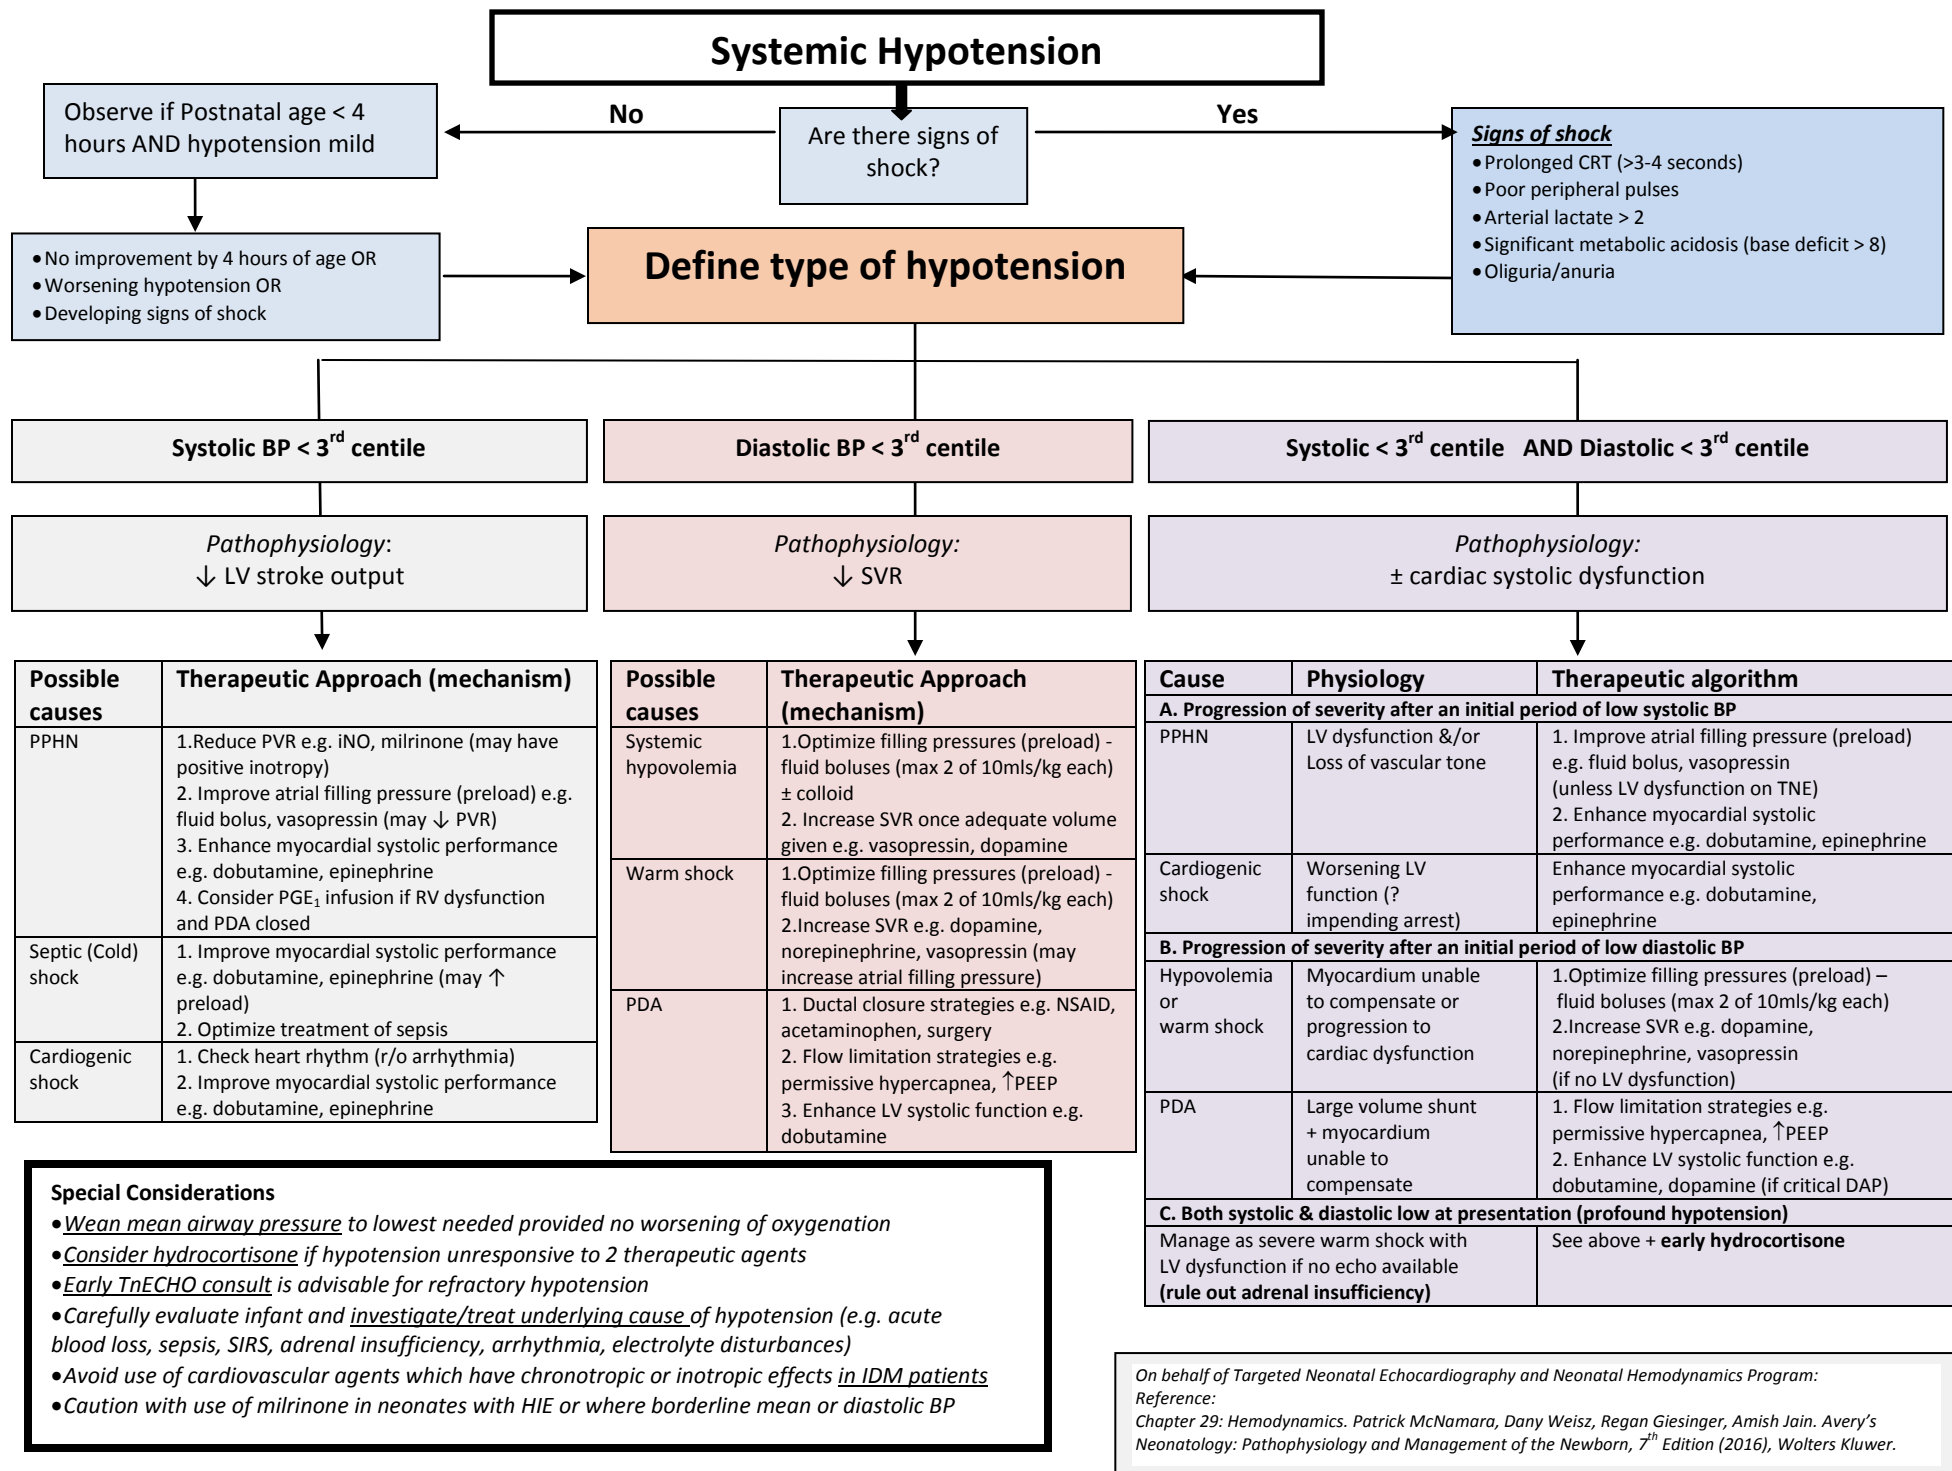 Systemic Hypotension
Observe if Postnatal age < 4
hours AND hypotension mild
No
Are there signs of
shock?
Yes
Signs of shock
•Prolonged CRT (>3-4 seconds)
•Poor peripheral pulses
•Arterial lactate > 2
•Significant metabolic acidosis (base deficit > 8)
•Oliguria/anuria
•No improvement by 4 hours of age OR
•Worsening hypotension OR
•Developing signs of shock
Define type of hypotension
Systolic BP < 3rd centile
Diastolic BP < 3rd centile
Systolic < 3rd centile AND Diastolic < 3rd centile
Pathophysiology:
↓ LV stroke output
Pathophysiology:
↓ SVR
Pathophysiology:
± cardiac systolic dysfunction
Possible
causes
Therapeutic Approach (mechanism)
PPHN
1.Reduce PVR e.g. iNO, milrinone (may have
positive inotropy)
2. Improve atrial filling pressure (preload) e.g.
fluid bolus, vasopressin (may ↓ PVR)
3. Enhance myocardial systolic performance
e.g. dobutamine, epinephrine
4. Consider PGE₁ infusion if RV dysfunction
and PDA closed
Septic (Cold)
shock
1. Improve myocardial systolic performance
e.g. dobutamine, epinephrine (may ↑
preload)
2. Optimize treatment of sepsis
Cardiogenic
shock
1. Check heart rhythm (r/o arrhythmia)
2. Improve myocardial systolic performance
e.g. dobutamine, epinephrine
Possible
causes
Therapeutic Approach
(mechanism)
Systemic
hypovolemia
1.Optimize filling pressures (preload) -
fluid boluses (max 2 of 10mls/kg each)
± colloid
2. Increase SVR once adequate volume
given e.g. vasopressin, dopamine
Warm shock
1.Optimize filling pressures (preload) -
fluid boluses (max 2 of 10mls/kg each)
2.Increase SVR e.g. dopamine,
norepinephrine, vasopressin (may
increase atrial filling pressure)
PDA
1. Ductal closure strategies e.g. NSAID,
acetaminophen, surgery
2. Flow limitation strategies e.g.
permissive hypercapnea, ↑PEEP
3. Enhance LV systolic function e.g.
dobutamine
Cause
Physiology
Therapeutic algorithm
A. Progression of severity after an initial period of low systolic BP
PPHN
LV dysfunction &/or
Loss of vascular tone
1. Improve atrial filling pressure (preload)
e.g. fluid bolus, vasopressin
(unless LV dysfunction on TNE)
2. Enhance myocardial systolic
performance e.g. dobutamine, epinephrine
Cardiogenic
shock
Worsening LV
function (?
impending arrest)
Enhance myocardial systolic
performance e.g. dobutamine,
epinephrine
B. Progression of severity after an initial period of low diastolic BP
Hypovolemia
or
warm shock
Myocardium unable
to compensate or
progression to
cardiac dysfunction
1.Optimize filling pressures (preload) –
fluid boluses (max 2 of 10mls/kg each)
2.Increase SVR e.g. dopamine,
norepinephrine, vasopressin
(if no LV dysfunction)
PDA
Large volume shunt
+ myocardium
unable to
compensate
1. Flow limitation strategies e.g.
permissive hypercapnea, ↑PEEP
2. Enhance LV systolic function e.g.
dobutamine, dopamine (if critical DAP)
C. Both systolic & diastolic low at presentation (profound hypotension)
Manage as severe warm shock with
LV dysfunction if no echo available
(rule out adrenal insufficiency)
See above + early hydrocortisone
Special Considerations
•Wean mean airway pressure to lowest needed provided no worsening of oxygenation
•Consider hydrocortisone if hypotension unresponsive to 2 therapeutic agents
•Early TnECHO consult is advisable for refractory hypotension
•Carefully evaluate infant and investigate/treat underlying cause of hypotension (e.g. acute
blood loss, sepsis, SIRS, adrenal insufficiency, arrhythmia, electrolyte disturbances)
•Avoid use of cardiovascular agents which have chronotropic or inotropic effects in IDM patients
•Caution with use of milrinone in neonates with HIE or where borderline mean or diastolic BP
On behalf of Targeted Neonatal Echocardiography and Neonatal Hemodynamics Program:
Reference:
Chapter 29: Hemodynamics. Patrick McNamara, Dany Weisz, Regan Giesinger, Amish Jain. Avery's
Neonatology: Pathophysiology and Management of the Newborn, 7th Edition (2016), Wolters Kluwer.